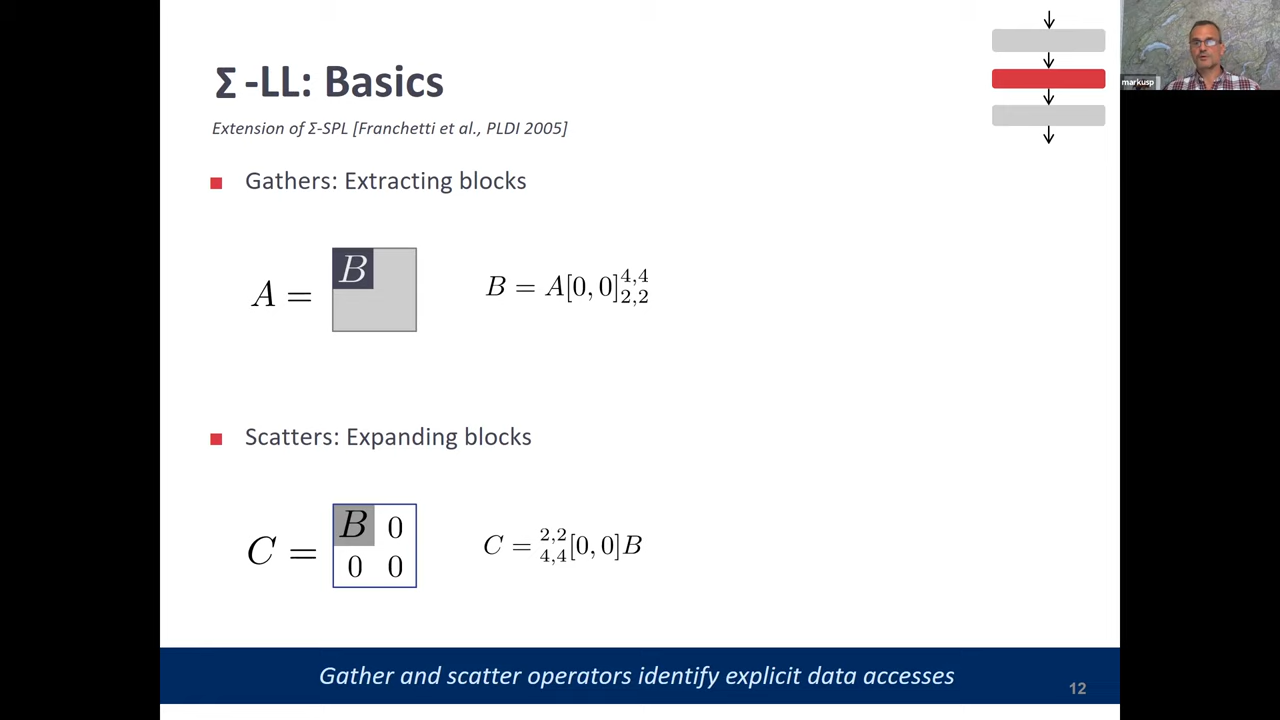 Σ-LL: Basics
Extension of Σ-SPL [Franchetti et al., PLDI 2005]
markusp
■ Gathers: Extracting blocks
A = B
B = A[0, 0]^{4,4}_{2,2}
■ Scatters: Expanding blocks
C = B 0
0 0
C = ^{2,2}_{4,4}[0, 0]B
Gather and scatter operators identify explicit data accesses
12